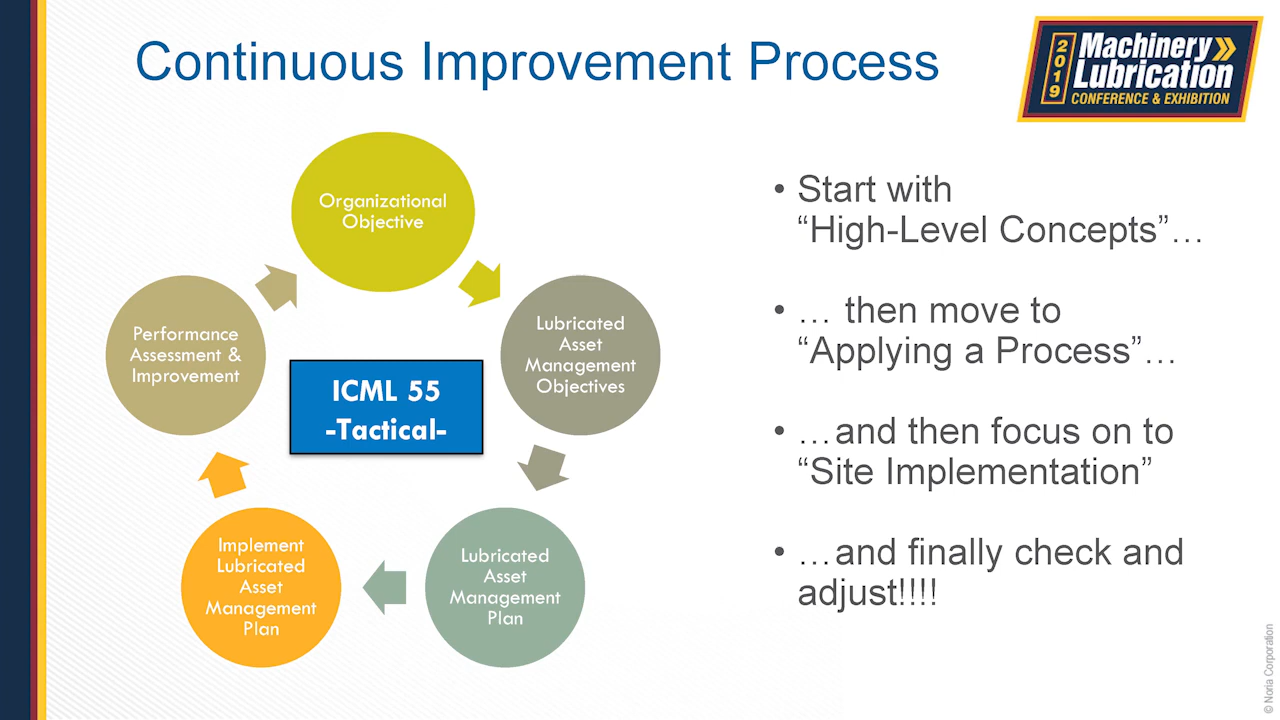 Continuous Improvement Process
2019
Machinery
Lubrication
CONFERENCE & EXHIBITION
Organizational
Objective
Lubricated
Asset
Management
Objectives
Lubricated
Asset
Management
Plan
Implement
Lubricated
Asset
Management
Plan
Performance
Assessment &
Improvement
ICML 55
-Tactical-
• Start with
“High-Level Concepts”…
• … then move to
“Applying a Process”…
• …and then focus on to
“Site Implementation”
• …and finally check and
adjust!!!!
© Noria Corporation